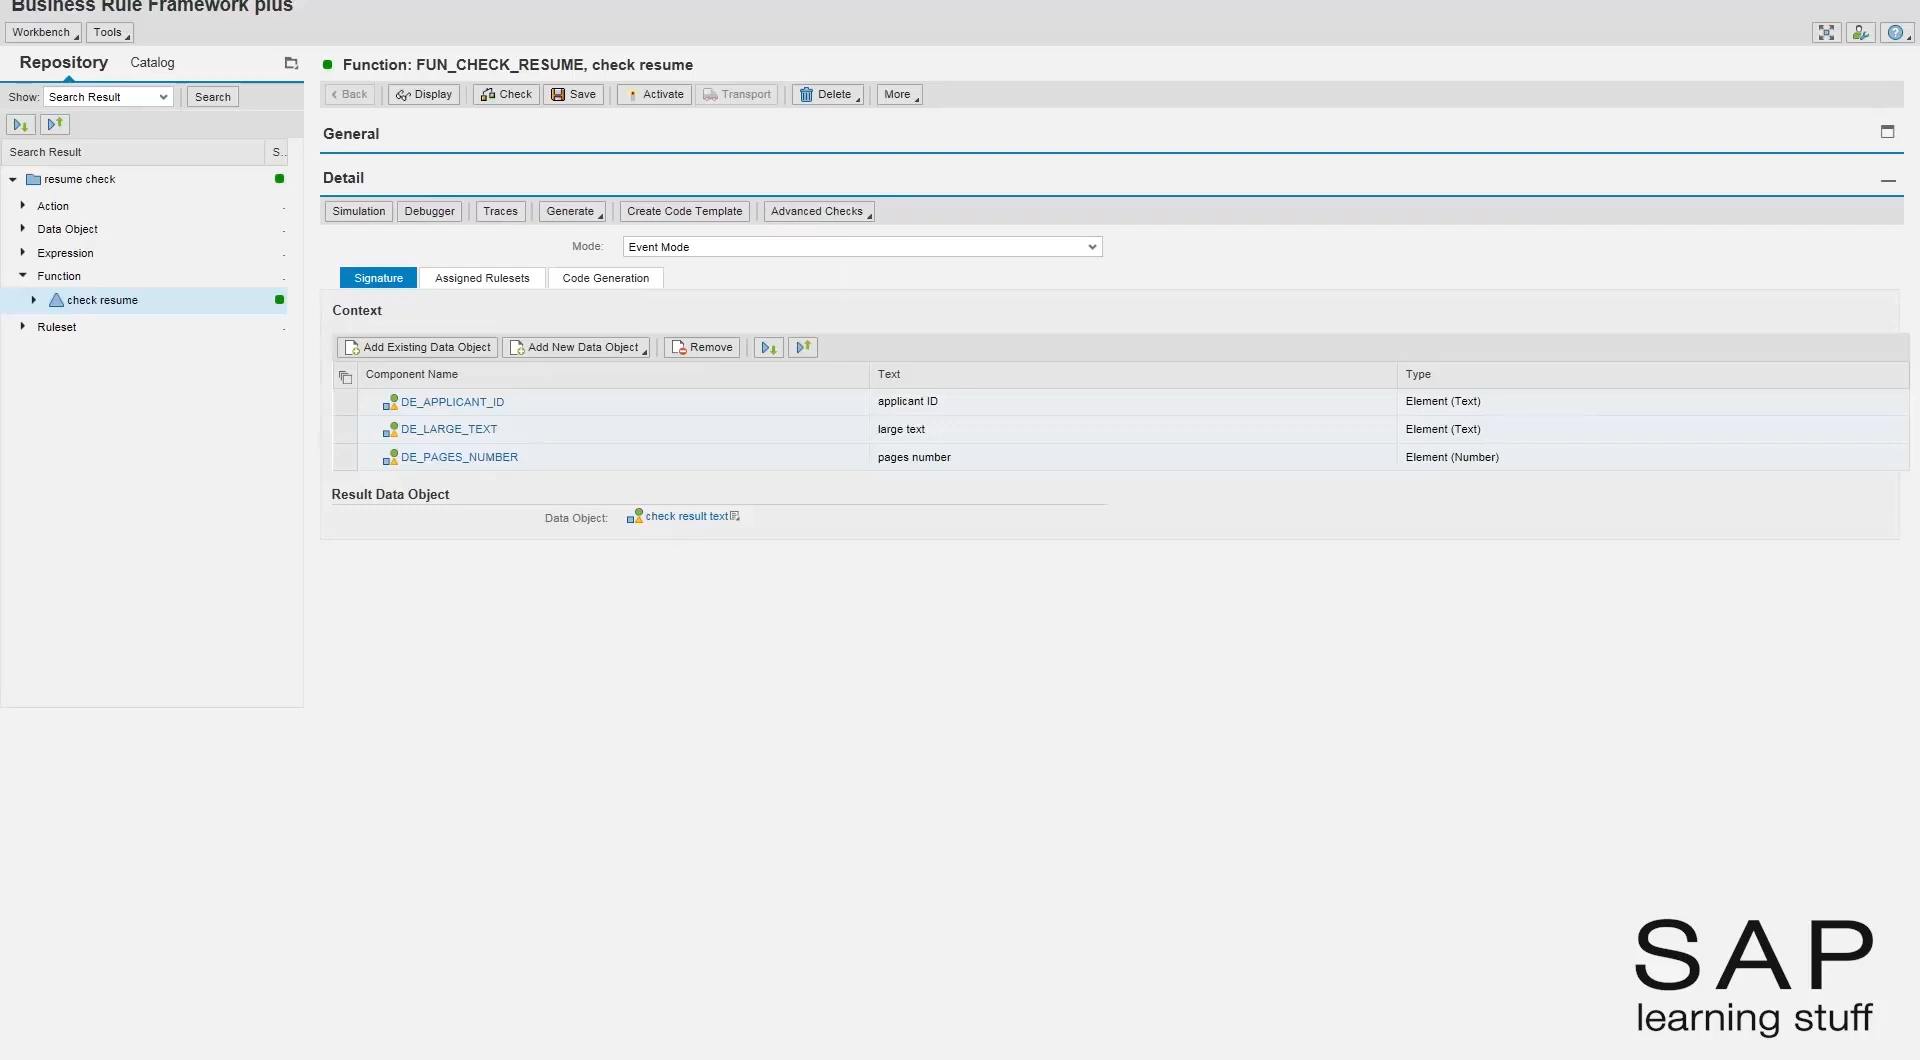 Business Rule Framework plus
Workbench Tools
Repository Catalog
Show: Search Result Search
Search Result S..
resume check
Action
Data Object
Expression
Function
check resume
Ruleset
Function: FUN_CHECK_RESUME, check resume
Back Display Check Save Activate Transport Delete More
General
Detail
Simulation Debugger Traces Generate Create Code Template Advanced Checks
Mode: Event Mode
Signature Assigned Rulesets Code Generation
Context
Add Existing Data Object Add New Data Object Remove
Component Name Text Type
DE_APPLICANT_ID applicant ID Element (Text)
DE_LARGE_TEXT large text Element (Text)
DE_PAGES_NUMBER pages number Element (Number)
Result Data Object
Data Object: check result text
SAP
learning stuff